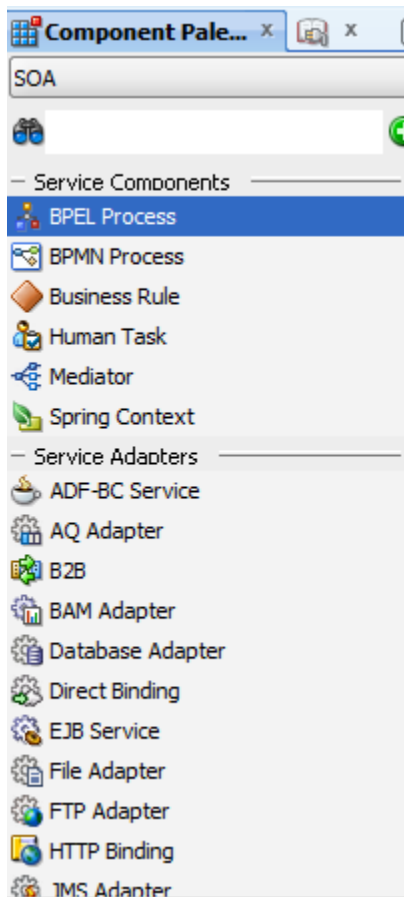 Component Pale...
SOA
Service Components
BPEL Process
BPMN Process
Business Rule
Human Task
Mediator
Spring Context
Service Adapters
ADF-BC Service
AQ Adapter
B2B
BAM Adapter
Database Adapter
Direct Binding
EJB Service
File Adapter
FTP Adapter
HTTP Binding
JMS Adapter